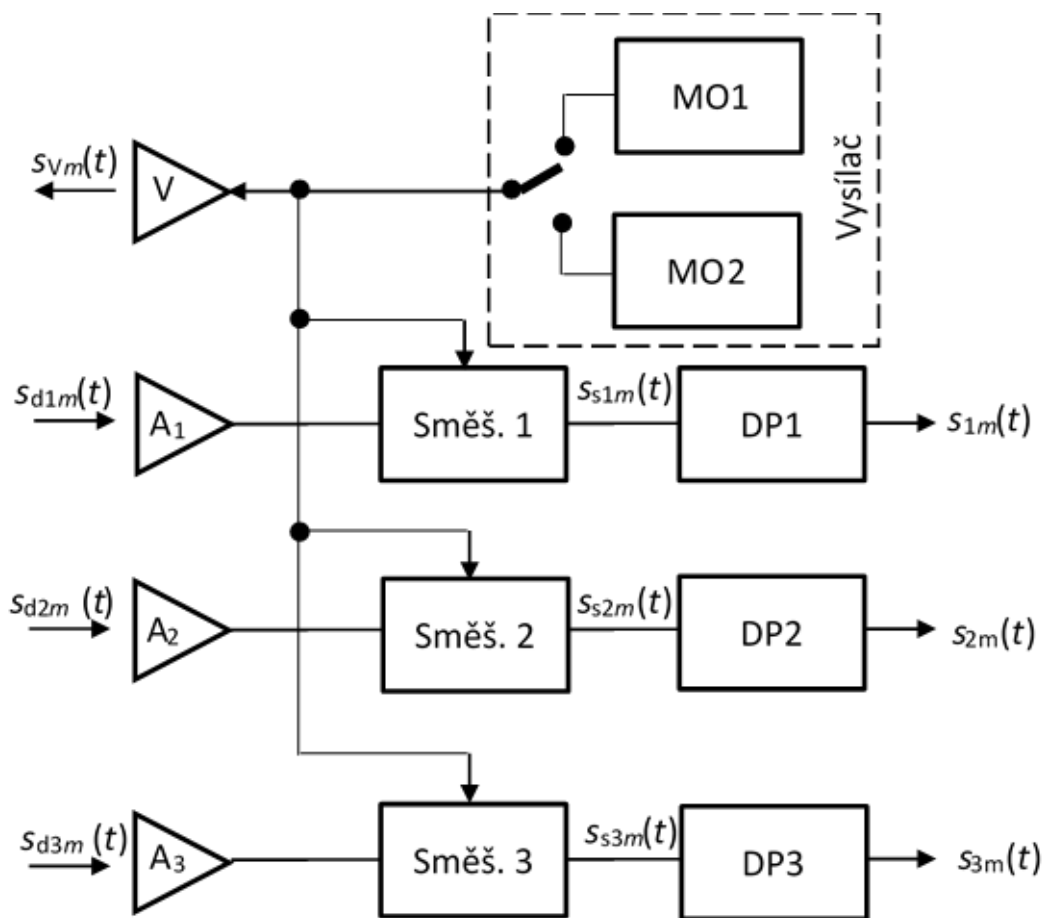 MO1
Vysílač
s_Vm(t)
V
MO2
s_d1m(t)
A₁
Směš. 1
s_s1m(t)
DP1
s_1m(t)
s_d2m (t)
A₂
Směš. 2
s_s2m(t)
DP2
s_2m(t)
s_d3m (t)
A₃
Směš. 3
s_s3m(t)
DP3
s_3m(t)